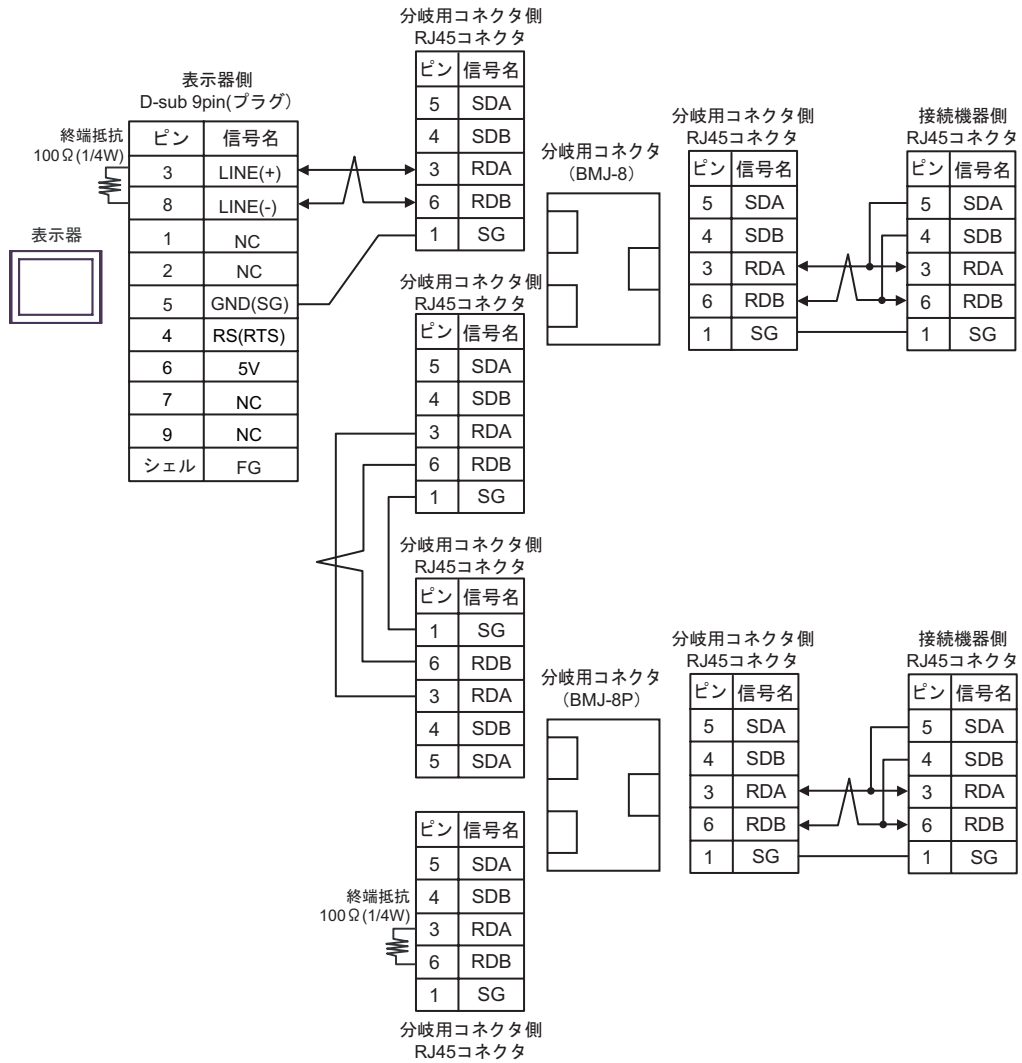 分岐用コネクタ側
RJ45コネクタ
ピン 信号名
5 SDA
4 SDB
3 RDA
6 RDB
1 SG
表示器側
D-sub 9pin(プラグ)
終端抵抗
100Ω(1/4W)
ピン 信号名
3 LINE(+)
8 LINE(-)
1 NC
2 NC
5 GND(SG)
4 RS(RTS)
6 5V
7 NC
9 NC
シェル FG
表示器
分岐用コネクタ
(BMJ-8)
分岐用コネクタ側
RJ45コネクタ
ピン 信号名
5 SDA
4 SDB
3 RDA
6 RDB
1 SG
接続機器側
RJ45コネクタ
ピン 信号名
5 SDA
4 SDB
3 RDA
6 RDB
1 SG
分岐用コネクタ側
RJ45コネクタ
ピン 信号名
5 SDA
4 SDB
3 RDA
6 RDB
1 SG
分岐用コネクタ側
RJ45コネクタ
ピン 信号名
1 SG
6 RDB
3 RDA
4 SDB
5 SDA
分岐用コネクタ
(BMJ-8P)
分岐用コネクタ側
RJ45コネクタ
ピン 信号名
5 SDA
4 SDB
3 RDA
6 RDB
1 SG
接続機器側
RJ45コネクタ
ピン 信号名
5 SDA
4 SDB
3 RDA
6 RDB
1 SG
終端抵抗
100Ω(1/4W)
ピン 信号名
5 SDA
4 SDB
3 RDA
6 RDB
1 SG
分岐用コネクタ側
RJ45コネクタ